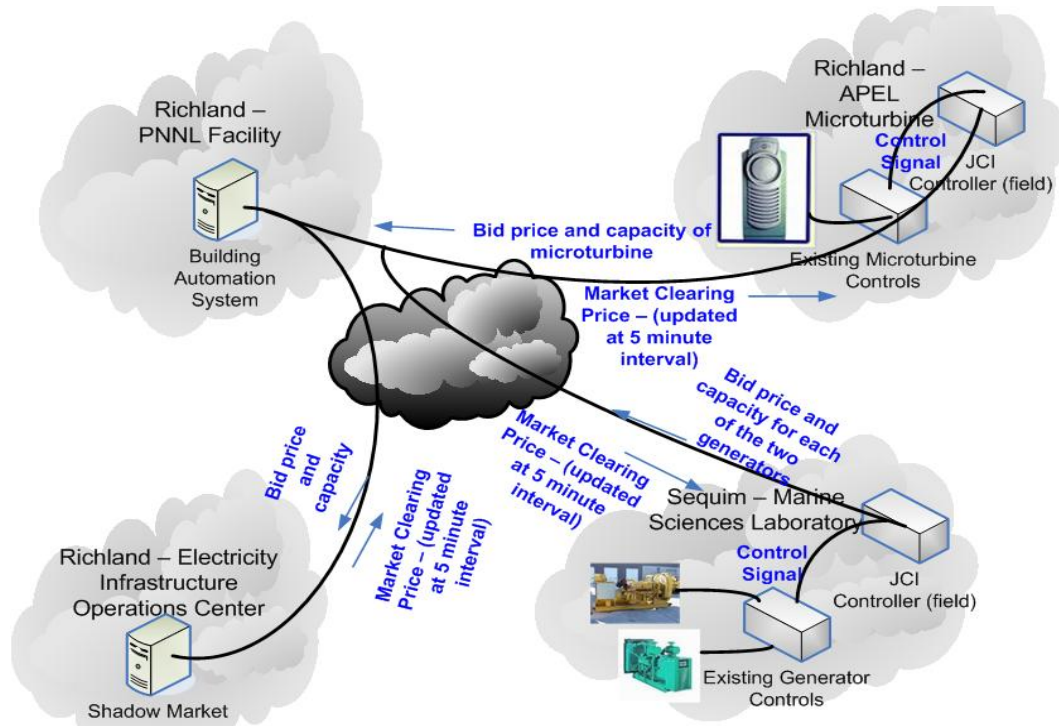 Richland –
PNNL Facility
Building
Automation
System
Richland –
APEL
Microturbine
Control
Signal
JCI
Controller (field)
Existing Microturbine
Controls
Bid price and capacity of
microturbine
Market Clearing
Price – (updated
at 5 minute
interval)
Bid price and
capacity for each
of the two
generators
Market Clearing
Price – (updated
at 5 minute
interval)
Bid price
and
capacity
Market Clearing
Price – (updated
at 5 minute
interval)
Richland – Electricity
Infrastructure
Operations Center
Shadow Market
Sequim – Marine
Sciences Laboratory
Control
Signal
JCI
Controller (field)
Existing Generator
Controls